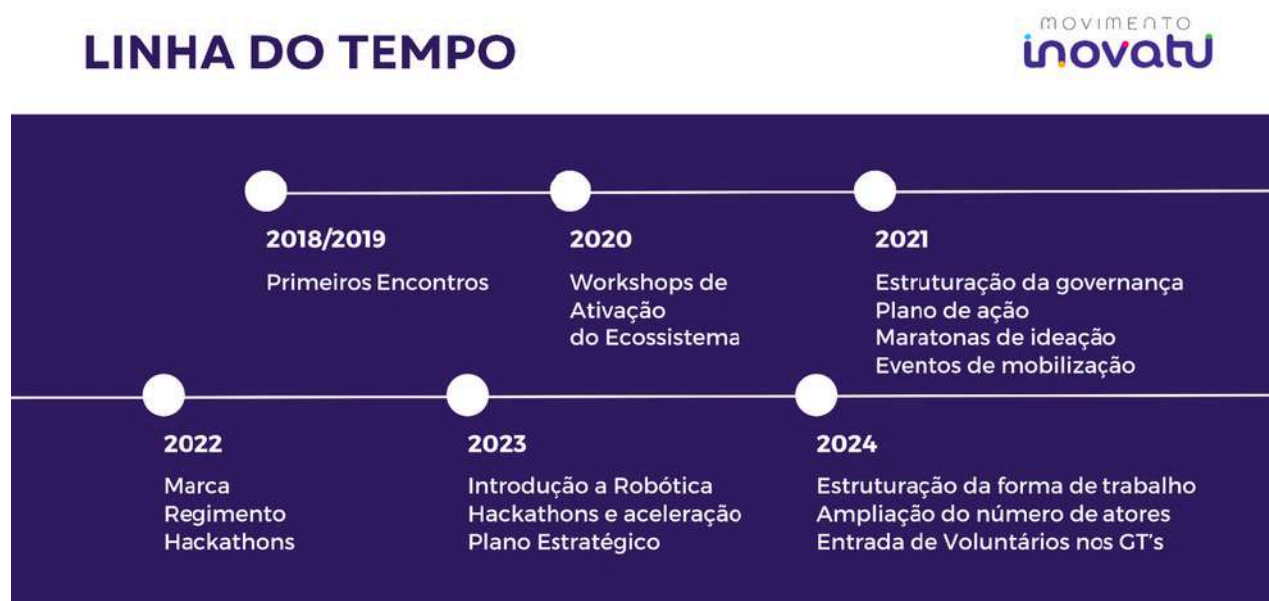 LINHA DO TEMPO
MOVIMENTO
inovatu
2018/2019
Primeiros Encontros
2020
Workshops de
Ativação
do Ecossistema
2021
Estruturação da governança
Plano de ação
Maratonas de ideação
Eventos de mobilização
2022
Marca
Regimento
Hackathons
2023
Introdução a Robótica
Hackathons e aceleração
Plano Estratégico
2024
Estruturação da forma de trabalho
Ampliação do número de atores
Entrada de Voluntários nos GT's